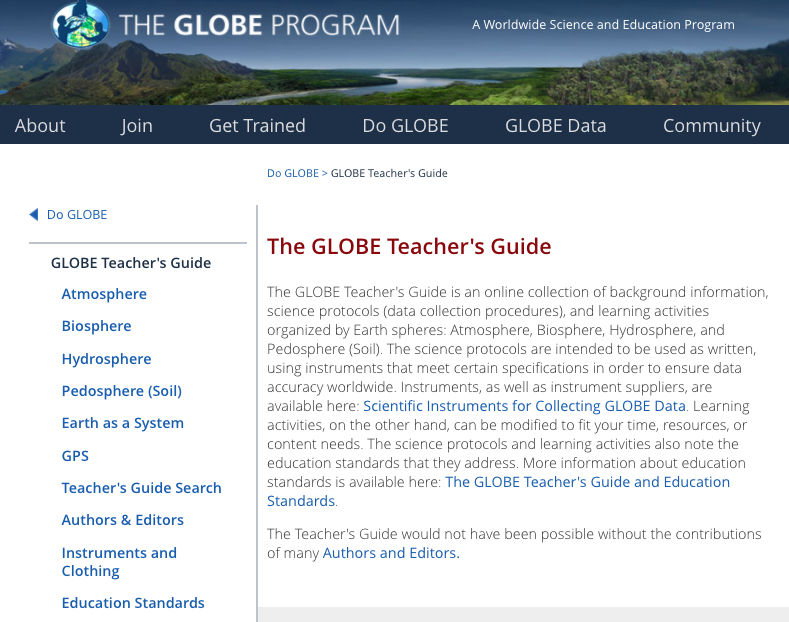 THE GLOBE PROGRAM
A Worldwide Science and Education Program
About Join Get Trained Do GLOBE GLOBE Data Community
Do GLOBE > GLOBE Teacher's Guide
Do GLOBE
GLOBE Teacher's Guide
Atmosphere
Biosphere
Hydrosphere
Pedosphere (Soil)
Earth as a System
GPS
Teacher's Guide Search
Authors & Editors
Instruments and
Clothing
Education Standards
The GLOBE Teacher's Guide
The GLOBE Teacher's Guide is an online collection of background information,
science protocols (data collection procedures), and learning activities
organized by Earth spheres: Atmosphere, Biosphere, Hydrosphere, and
Pedosphere (Soil). The science protocols are intended to be used as written,
using instruments that meet certain specifications in order to ensure data
accuracy worldwide. Instruments, as well as instrument suppliers, are
available here: Scientific Instruments for Collecting GLOBE Data. Learning
activities, on the other hand, can be modified to fit your time, resources, or
content needs. The science protocols and learning activities also note the
education standards that they address. More information about education
standards is available here: The GLOBE Teacher's Guide and Education
Standards.
The Teacher's Guide would not have been possible without the contributions
of many Authors and Editors.